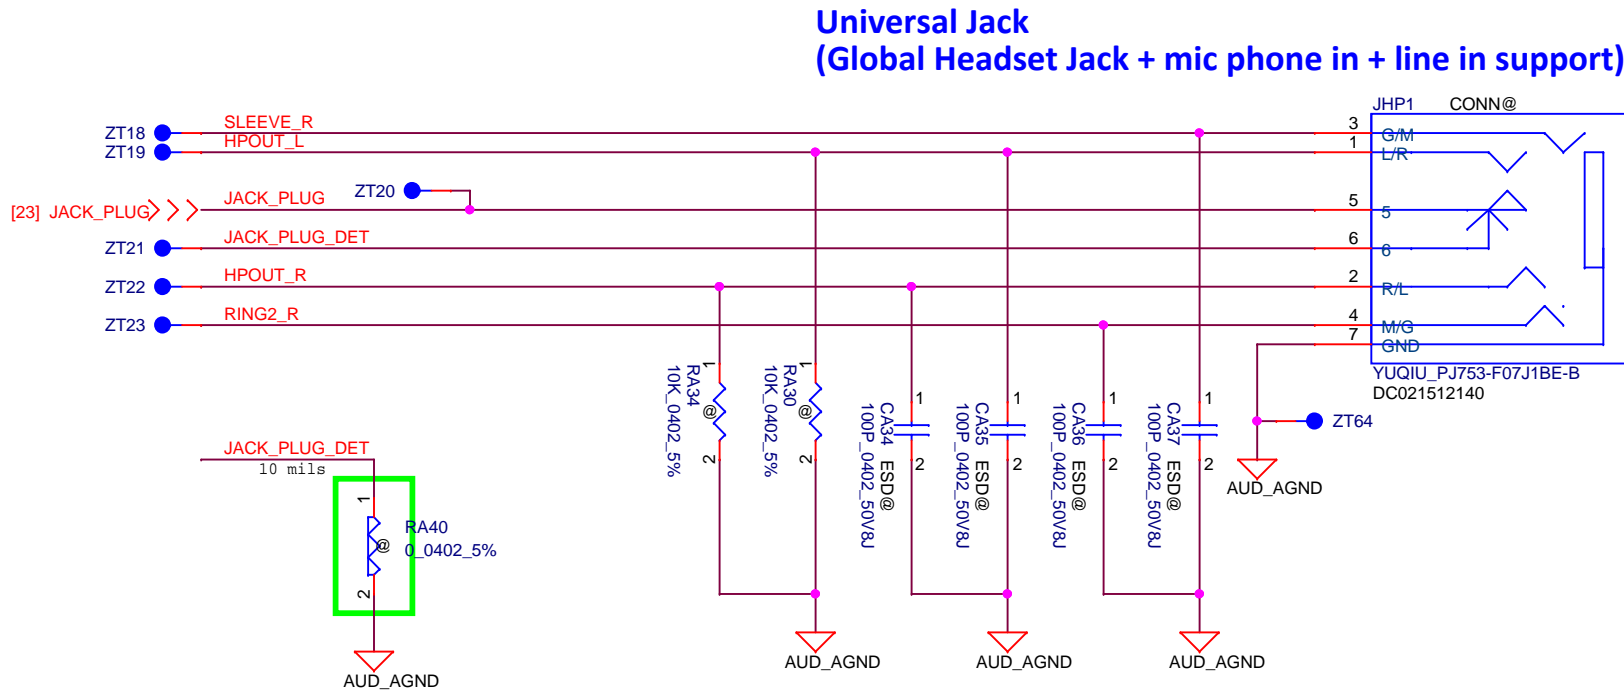 Universal Jack
(Global Headset Jack + mic phone in + line in support)
JHP1 CONN@
ZT18 SLEEVE_R 3 G/M
ZT19 HPOUT_L 1 L/R
ZT20
[23] JACK_PLUG JACK_PLUG 5 5
ZT21 JACK_PLUG_DET 6 6
ZT22 HPOUT_R 2 R/L
ZT23 RING2_R 4 M/G
7 GND
YUQIU_PJ753-F07J1BE-B
DC021512140
1 2
RA34 @
10K_0402_5%
1 2
RA30 @
10K_0402_5%
1 2
CA34 ESD@
100P_0402_50V8J
1 2
CA35 ESD@
100P_0402_50V8J
1 2
CA36 ESD@
100P_0402_50V8J
1 2
CA37 ESD@
100P_0402_50V8J
ZT64
AUD_AGND
JACK_PLUG_DET
10 mils
1
RA40
@ 0_0402_5%
2
AUD_AGND
AUD_AGND
AUD_AGND
AUD_AGND